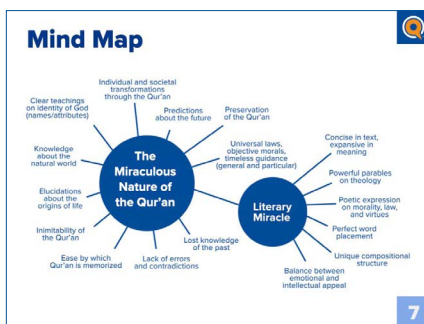 Mind Map
Individual and societal
transformations
through the Qur'an
Clear teachings
on identity of God
(names/attributes)
Predictions
about the future
Preservation
of the Qur'an
Knowledge
about the
natural world
The
Miraculous
Nature of
the Qur'an
Universal laws,
objective morals,
timeless guidance
(general and particular)
Concise in text,
expansive in
meaning
Powerful parables
on theology
Elucidations
about the
origins of life
Literary
Miracle
Poetic expression
on morality, law,
and virtues
Inimitability of
the Qur'an
Perfect word
placement
Lost knowledge
of the past
Unique compositional
structure
Ease by which
Qur'an is memorized
Lack of errors
and contradictions
Balance between
emotional and
intellectual appeal
7